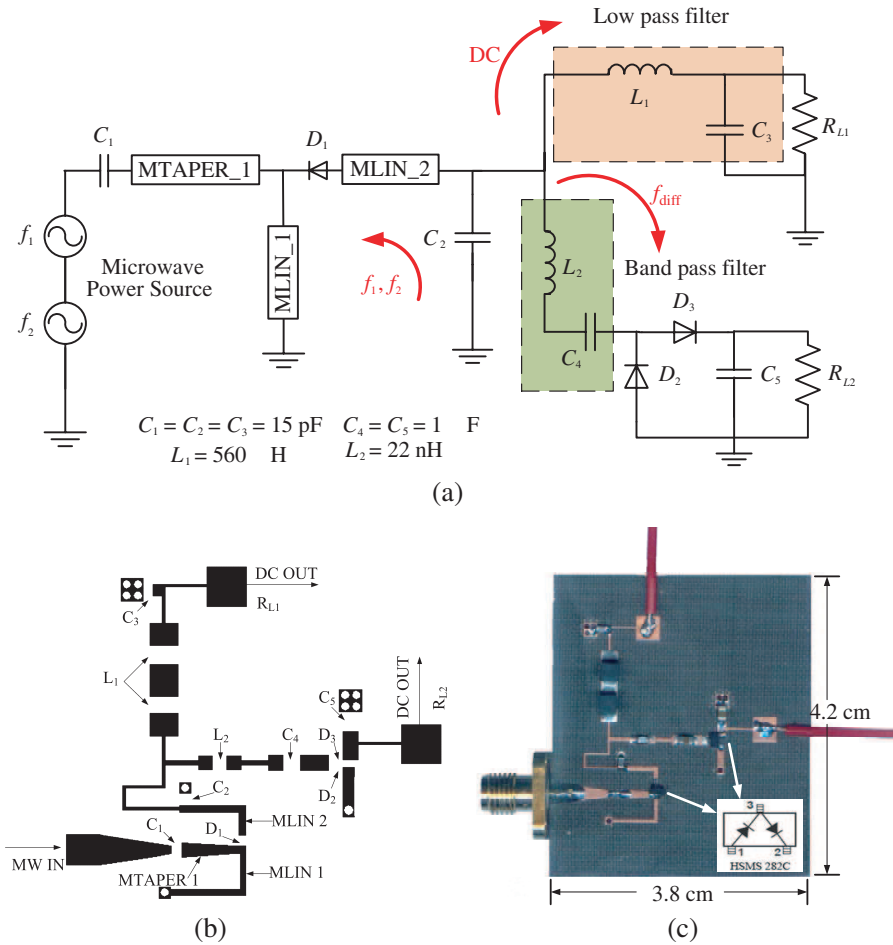 Low pass filter
DC
L1
C3
RL1
C1
D1
MTAPER_1
MLIN_2
f1
f2
Microwave
Power Source
MLIN_1
f1, f2
C2
fdiff
L2
C4
Band pass filter
D3
D2
C5
RL2
C1 = C2 = C3 = 15 pF C4 = C5 = 1 F
L1 = 560 H L2 = 22 nH
(a)
DC OUT
RL1
C3
L1
L2
C4
C5
D3
D2
DC OUT
RL2
C2
MLIN 2
C1
D1
MW IN
MTAPER 1
MLIN 1
(b)
4.2 cm
3
1
2
HSMS 282C
3.8 cm
(c)